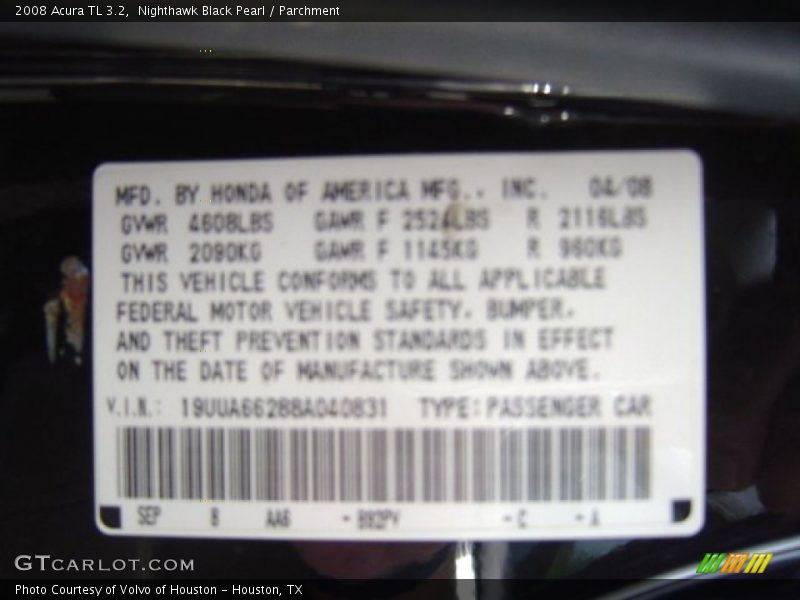 2008 Acura TL 3.2,  Nighthawk Black Pearl / Parchment
MFD. BY HONDA OF AMERICA MFG., INC. 04/08
GVWR 4608LBS GAWR F 2524LBS R 2116LBS
GVWR 2090KG GAWR F 1145KG R 960KG
THIS VEHICLE CONFORMS TO ALL APPLICABLE
FEDERAL MOTOR VEHICLE SAFETY, BUMPER,
AND THEFT PREVENTION STANDARDS IN EFFECT
ON THE DATE OF MANUFACTURE SHOWN ABOVE.
V.I.N.: 19UUA66288A040831 TYPE:PASSENGER CAR
SEP B AA6 -B92PV -C -A
GTCARLOT.COM
Photo Courtesy of Volvo of Houston - Houston, TX